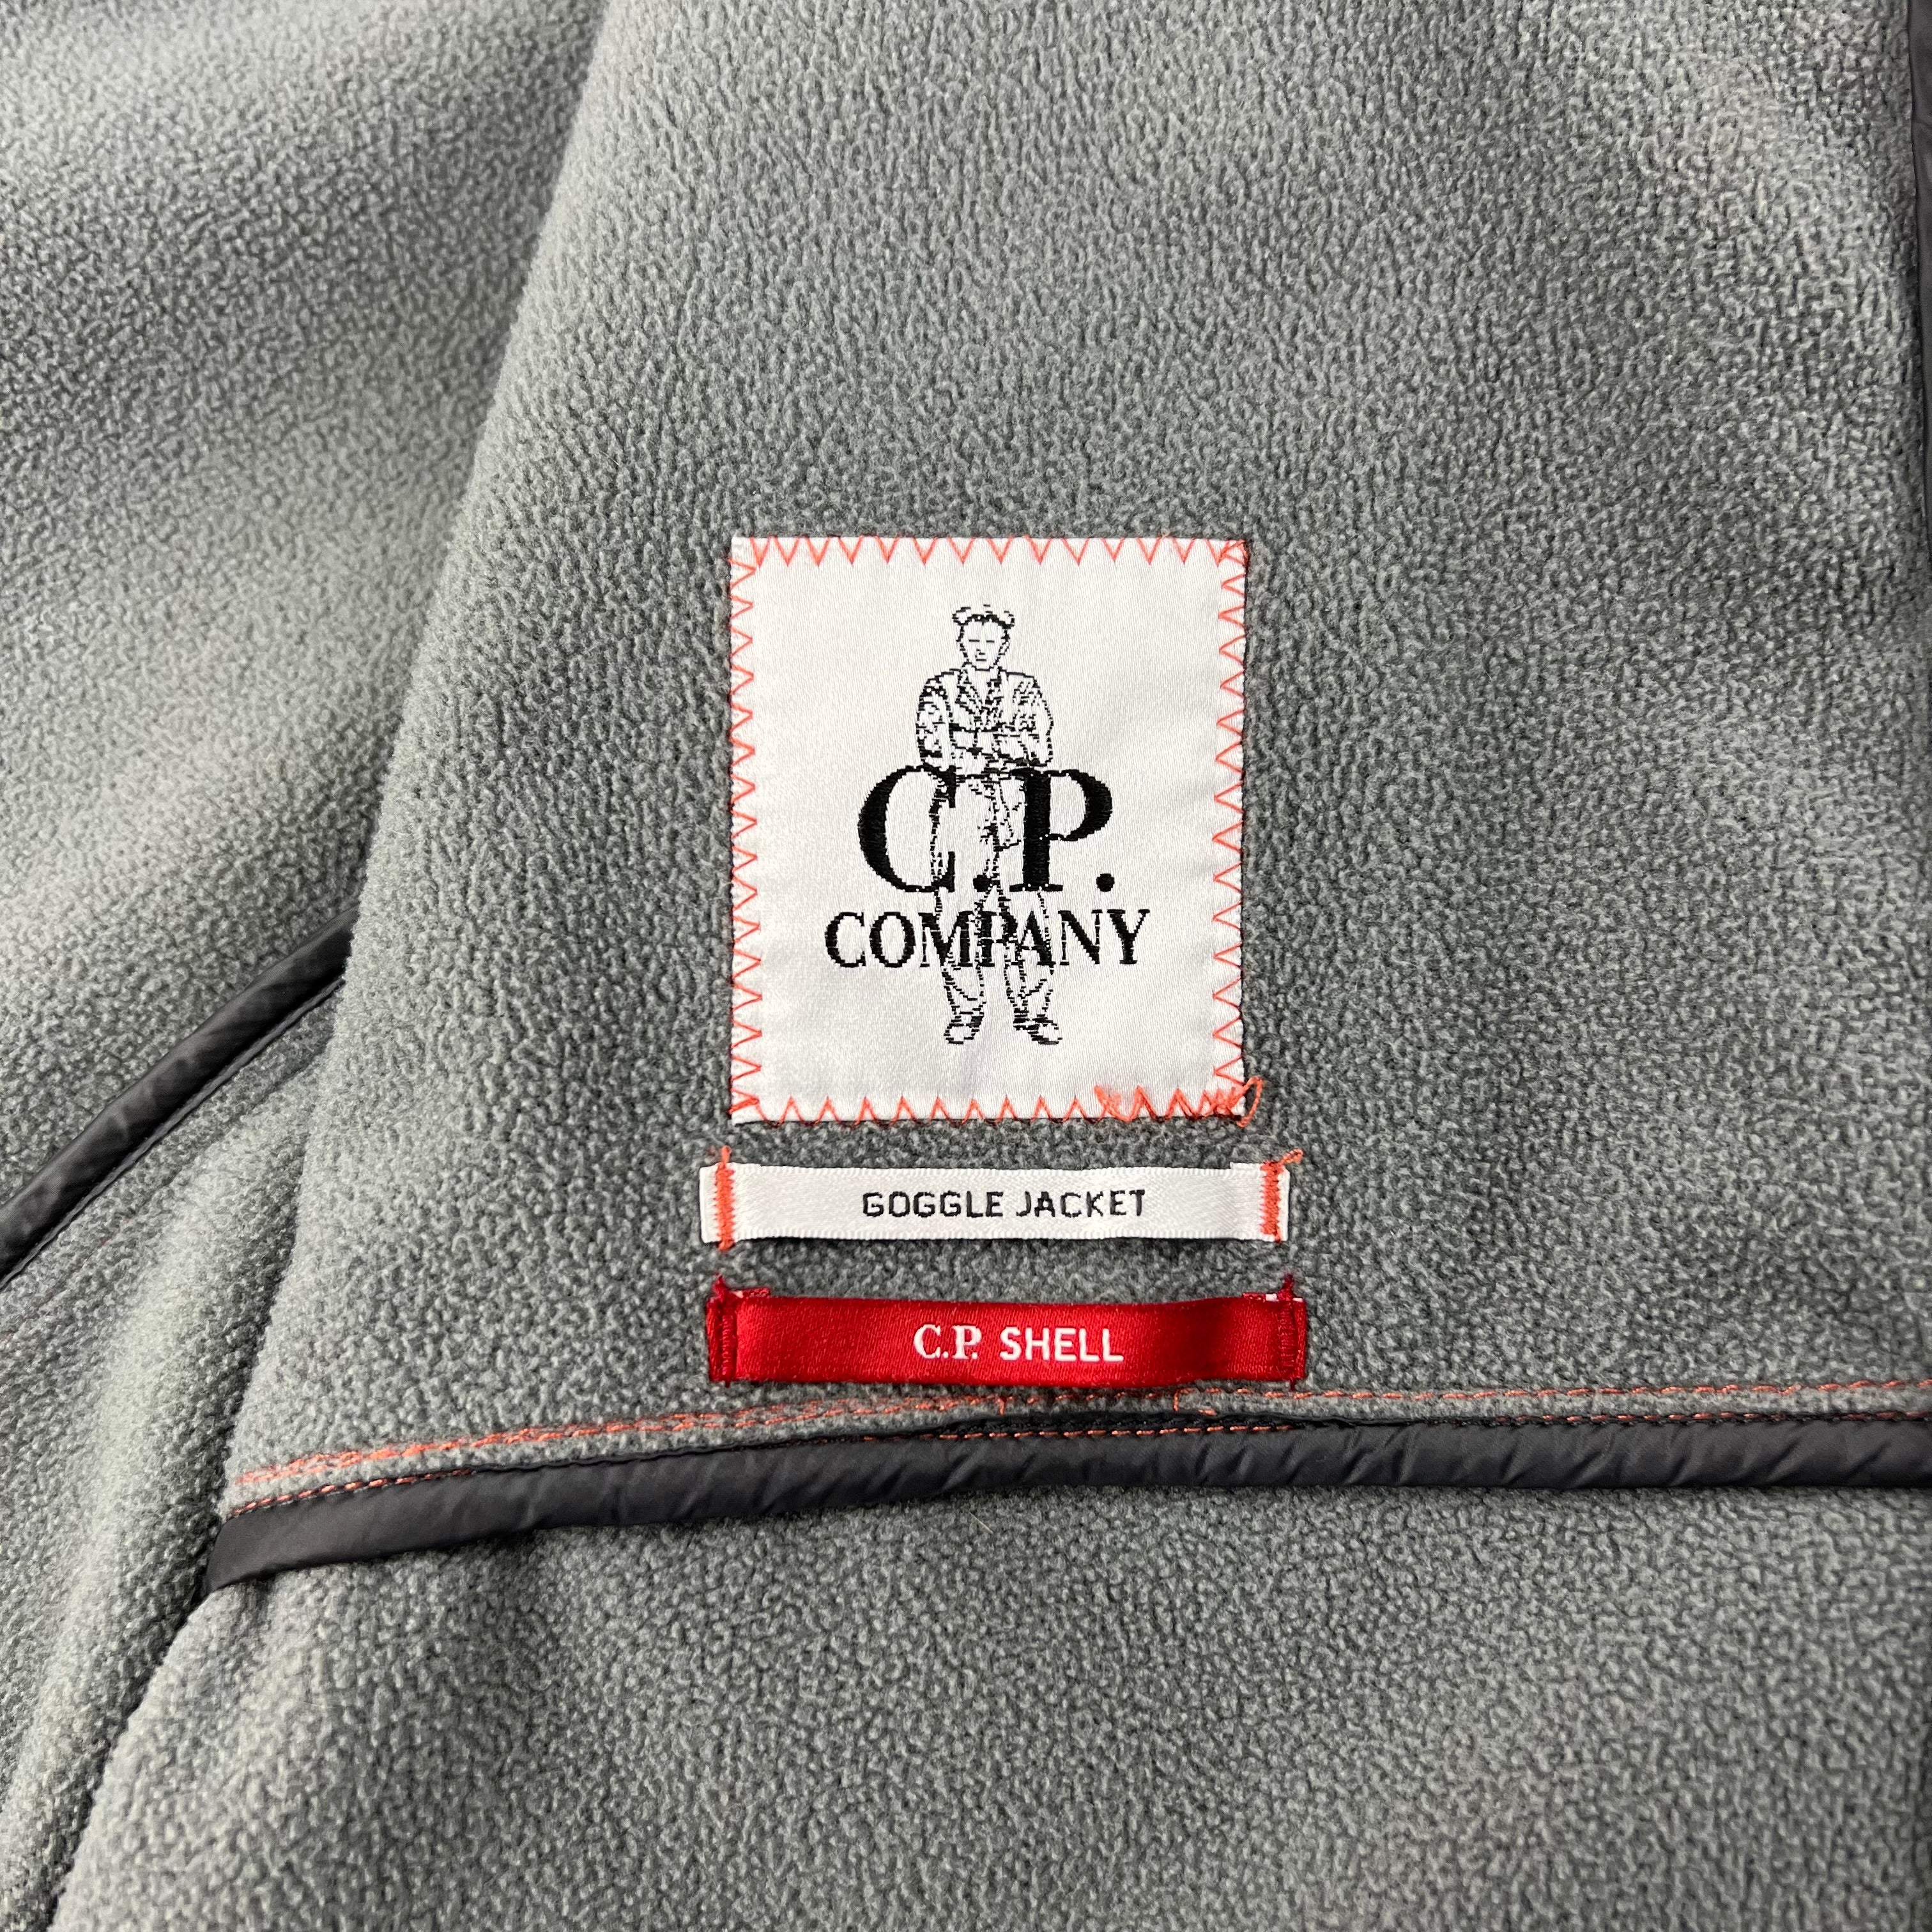 C.P.
COMPANY
GOGGLE JACKET
C.P. SHELL